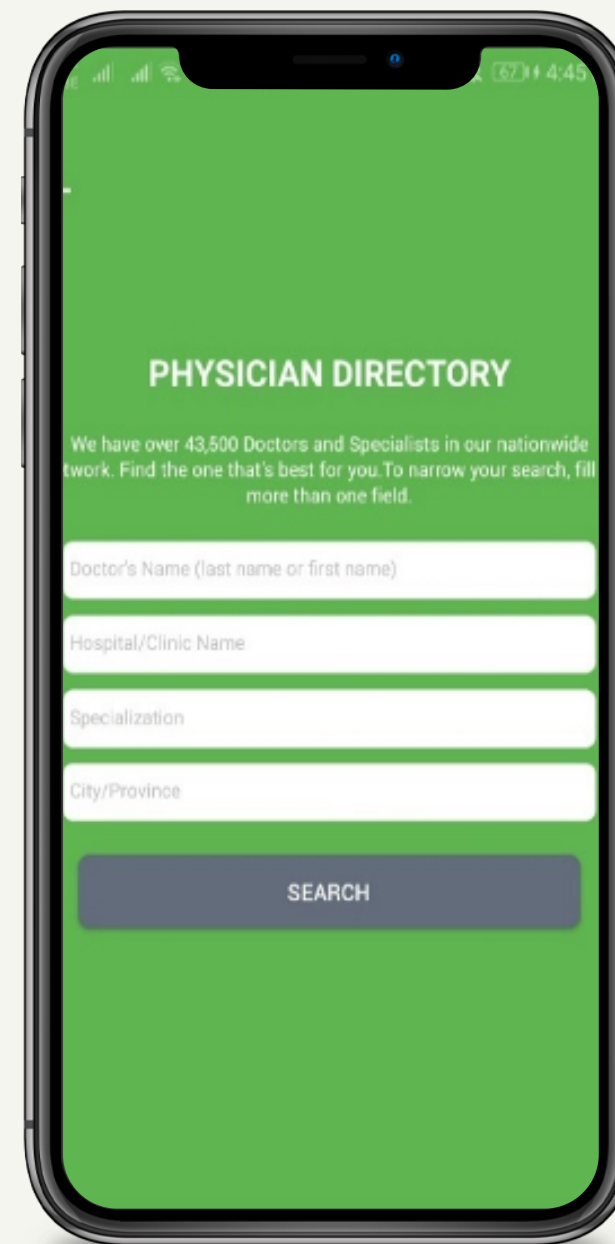 67 4:45
PHYSICIAN DIRECTORY
We have over 43,500 Doctors and Specialists in our nationwide
twork. Find the one that's best for you.To narrow your search, fill
more than one field.
Doctor's Name (last name or first name)
Hospital/Clinic Name
Specialization
City/Province
SEARCH